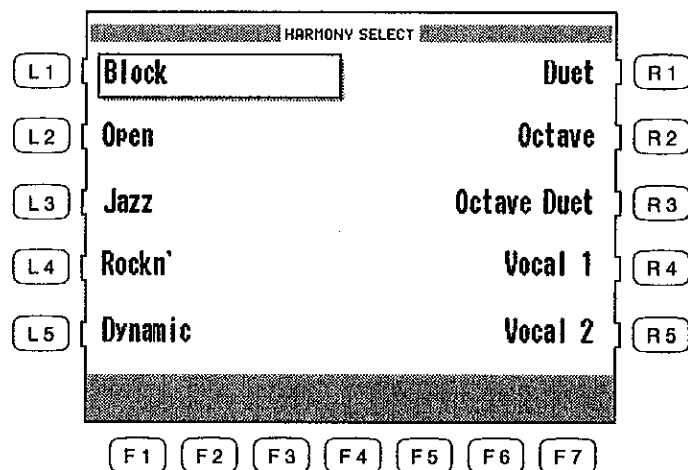 HARMONY SELECT
L1 Block Duet R1
L2 Open Octave R2
L3 Jazz Octave Duet R3
L4 Rockn' Vocal 1 R4
L5 Dynamic Vocal 2 R5
F1 F2 F3 F4 F5 F6 F7